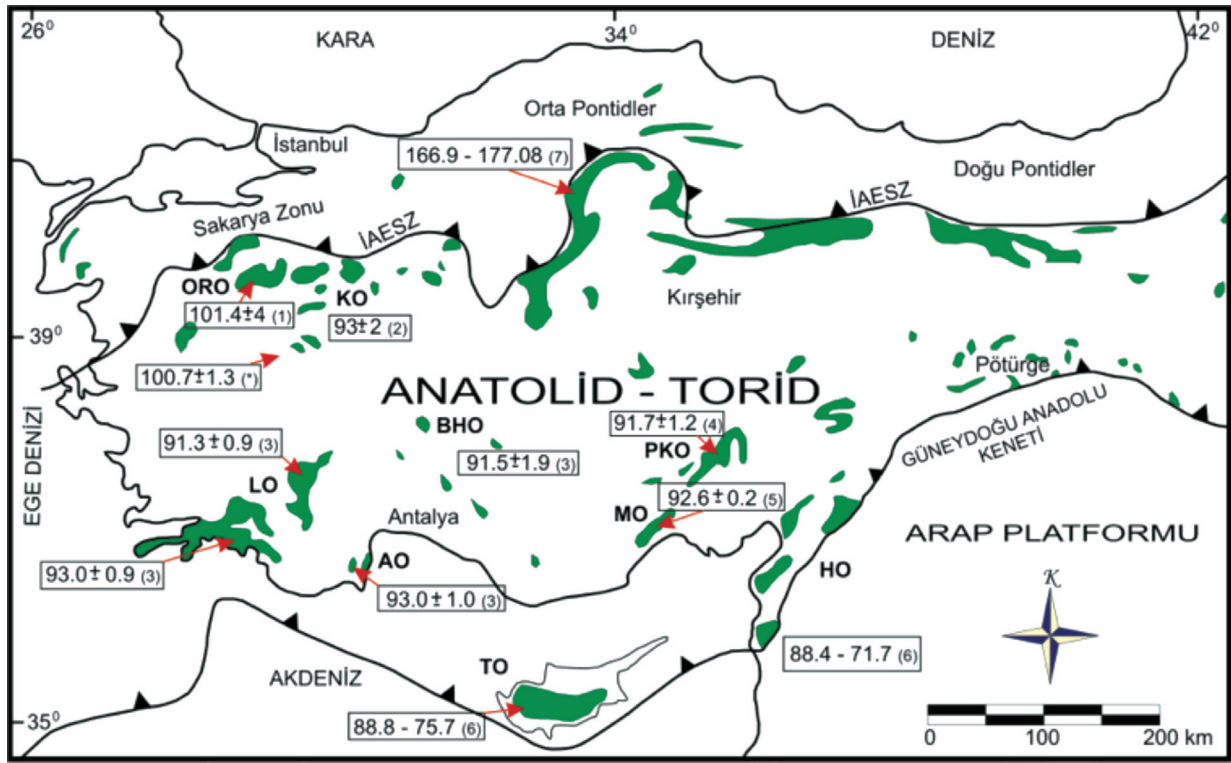 26⁰
34⁰
42⁰
KARA
DENİZ
Orta Pontidler
İstanbul
166.9 - 177.08 (7)
Doğu Pontidler
Sakarya Zonu
İAESZ
İAESZ
ORO
KO
Kırşehir
101.4±4 (1)
93±2 (2)
39⁰
100.7±1.3 (*)
Pötürge
ANATOLİD - TORİD
EGE DENİZİ
BHO
91.7±1.2 (4)
GÜNEYDOĞU ANADOLU
KENETİ
91.3±0.9 (3)
91.5±1.9 (3)
PKO
LO
92.6±0.2 (5)
MO
Antalya
ARAP PLATFORMU
93.0±0.9 (3)
AO
HO
93.0±1.0 (3)
K
88.4 - 71.7 (6)
TO
AKDENİZ
88.8 - 75.7 (6)
35⁰
0 100 200 km